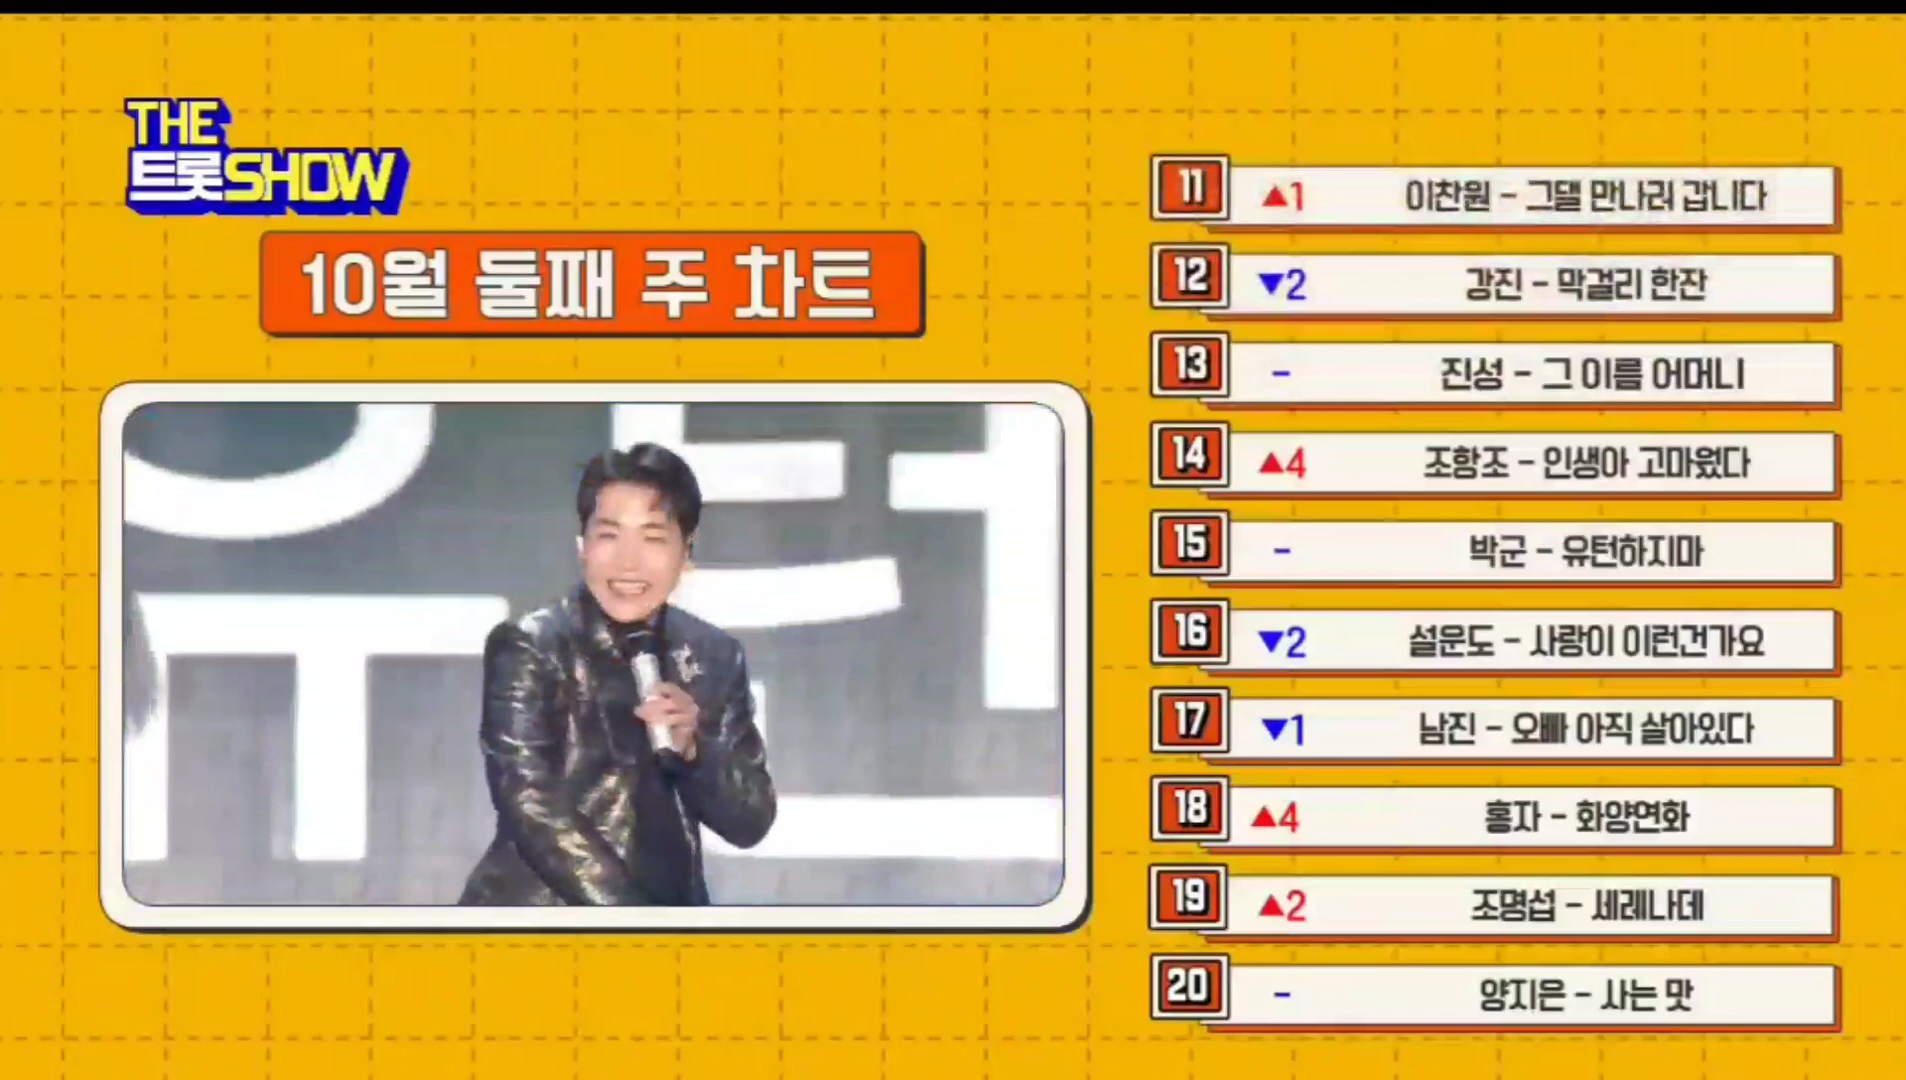 THE
트롯SHOW
10월 둘째 주 차트
11 ▲1 이찬원 - 그댈 만나러 갑니다
12 ▼2 강진 - 막걸리 한잔
13 - 진성 - 그 이름 어머니
14 ▲4 조항조 - 인생아 고마웠다
15 - 박군 - 유턴하지마
16 ▼2 설운도 - 사랑이 이런건가요
17 ▼1 남진 - 오빠 아직 살아있다
18 ▲4 홍자 - 화양연화
19 ▲2 조명섭 - 세레나데
20 - 양지은 - 사는 맛